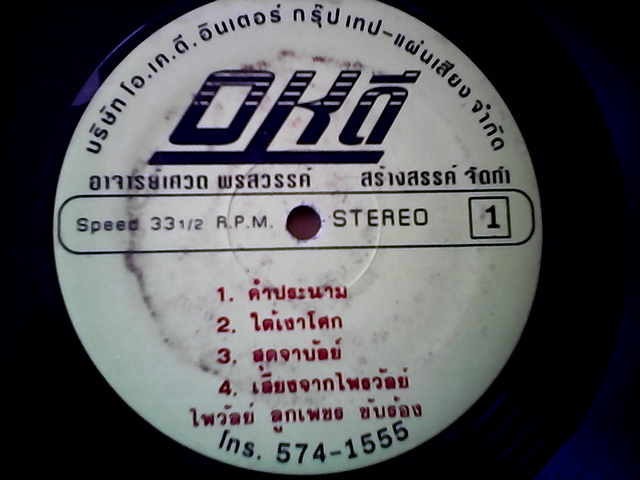 บริษัท โอ.เค.ดี.อินเตอร์ กรุ๊ป เทป-แผ่นเสียง จำกัด
อาจารย์เศวต พรสวรรค์ สร้างสรรค์ จัดทำ
Speed 33 1/2 R.P.M. STEREO 1
1. คำประนาม
2. ใต้เงาโศก
3. สุดจาบัลย์
4. เสียงจากไพรวัลย์
ไพวัลย์ ลูกเพชร ขับร้อง
โทร. 574-1555